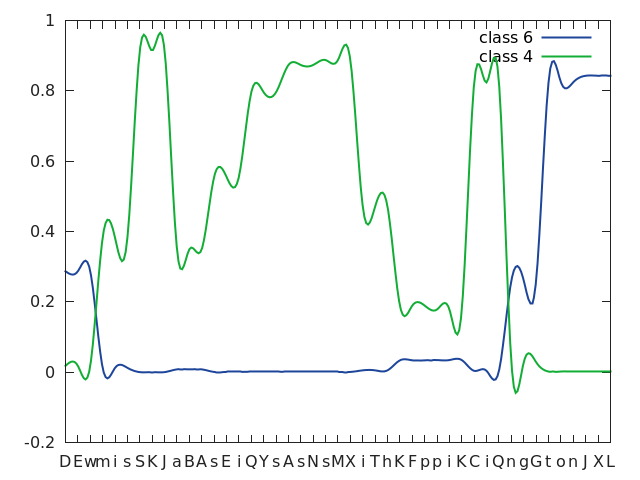 1
class 6
class 4
0.8
0.6
0.4
0.2
0
-0.2
D E w m i s S K J a B A s E i Q Y s A s N s M X i T h K F p p i K C i Q n g G t o n J X L